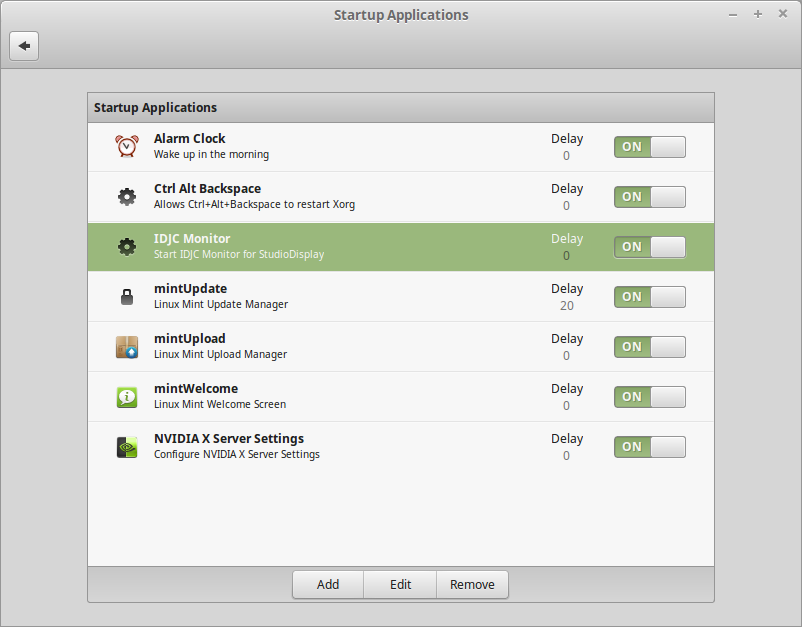 Startup Applications
Startup Applications
Alarm Clock
Wake up in the morning
Delay
0
ON
Ctrl Alt Backspace
Allows Ctrl+Alt+Backspace to restart Xorg
Delay
0
ON
IDJC Monitor
Start IDJC Monitor for StudioDisplay
Delay
0
ON
mintUpdate
Linux Mint Update Manager
Delay
20
ON
mintUpload
Linux Mint Upload Manager
Delay
0
ON
mintWelcome
Linux Mint Welcome Screen
Delay
0
ON
NVIDIA X Server Settings
Configure NVIDIA X Server Settings
Delay
0
ON
Add
Edit
Remove